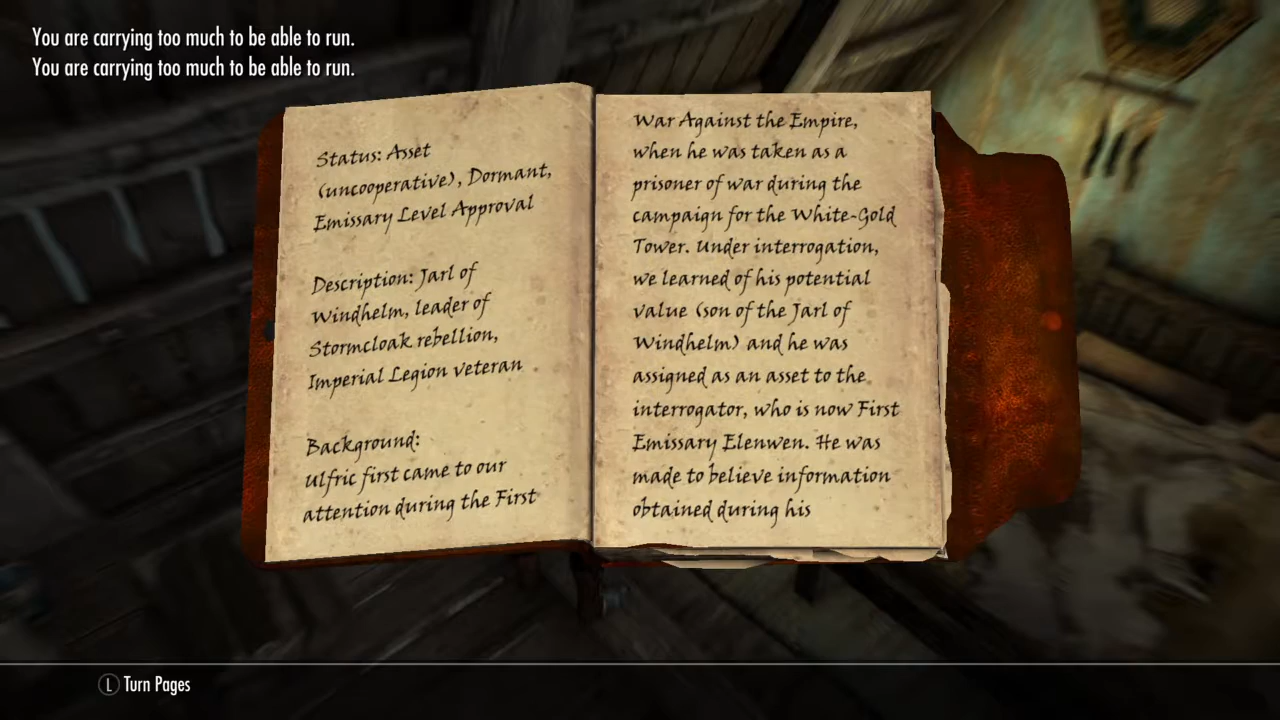 You are carrying too much to be able to run.
You are carrying too much to be able to run.
Status: Asset
(uncooperative), Dormant,
Emissary Level Approval
Description: Jarl of
Windhelm, leader of
Stormcloak rebellion,
Imperial Legion veteran
Background:
Ulfric first came to our
attention during the First
War Against the Empire,
when he was taken as a
prisoner of war during the
campaign for the White-Gold
Tower. Under interrogation,
we learned of his potential
value (son of the Jarl of
Windhelm) and he was
assigned as an asset to the
interrogator, who is now First
Emissary Elenwen. He was
made to believe information
obtained during his
L Turn Pages